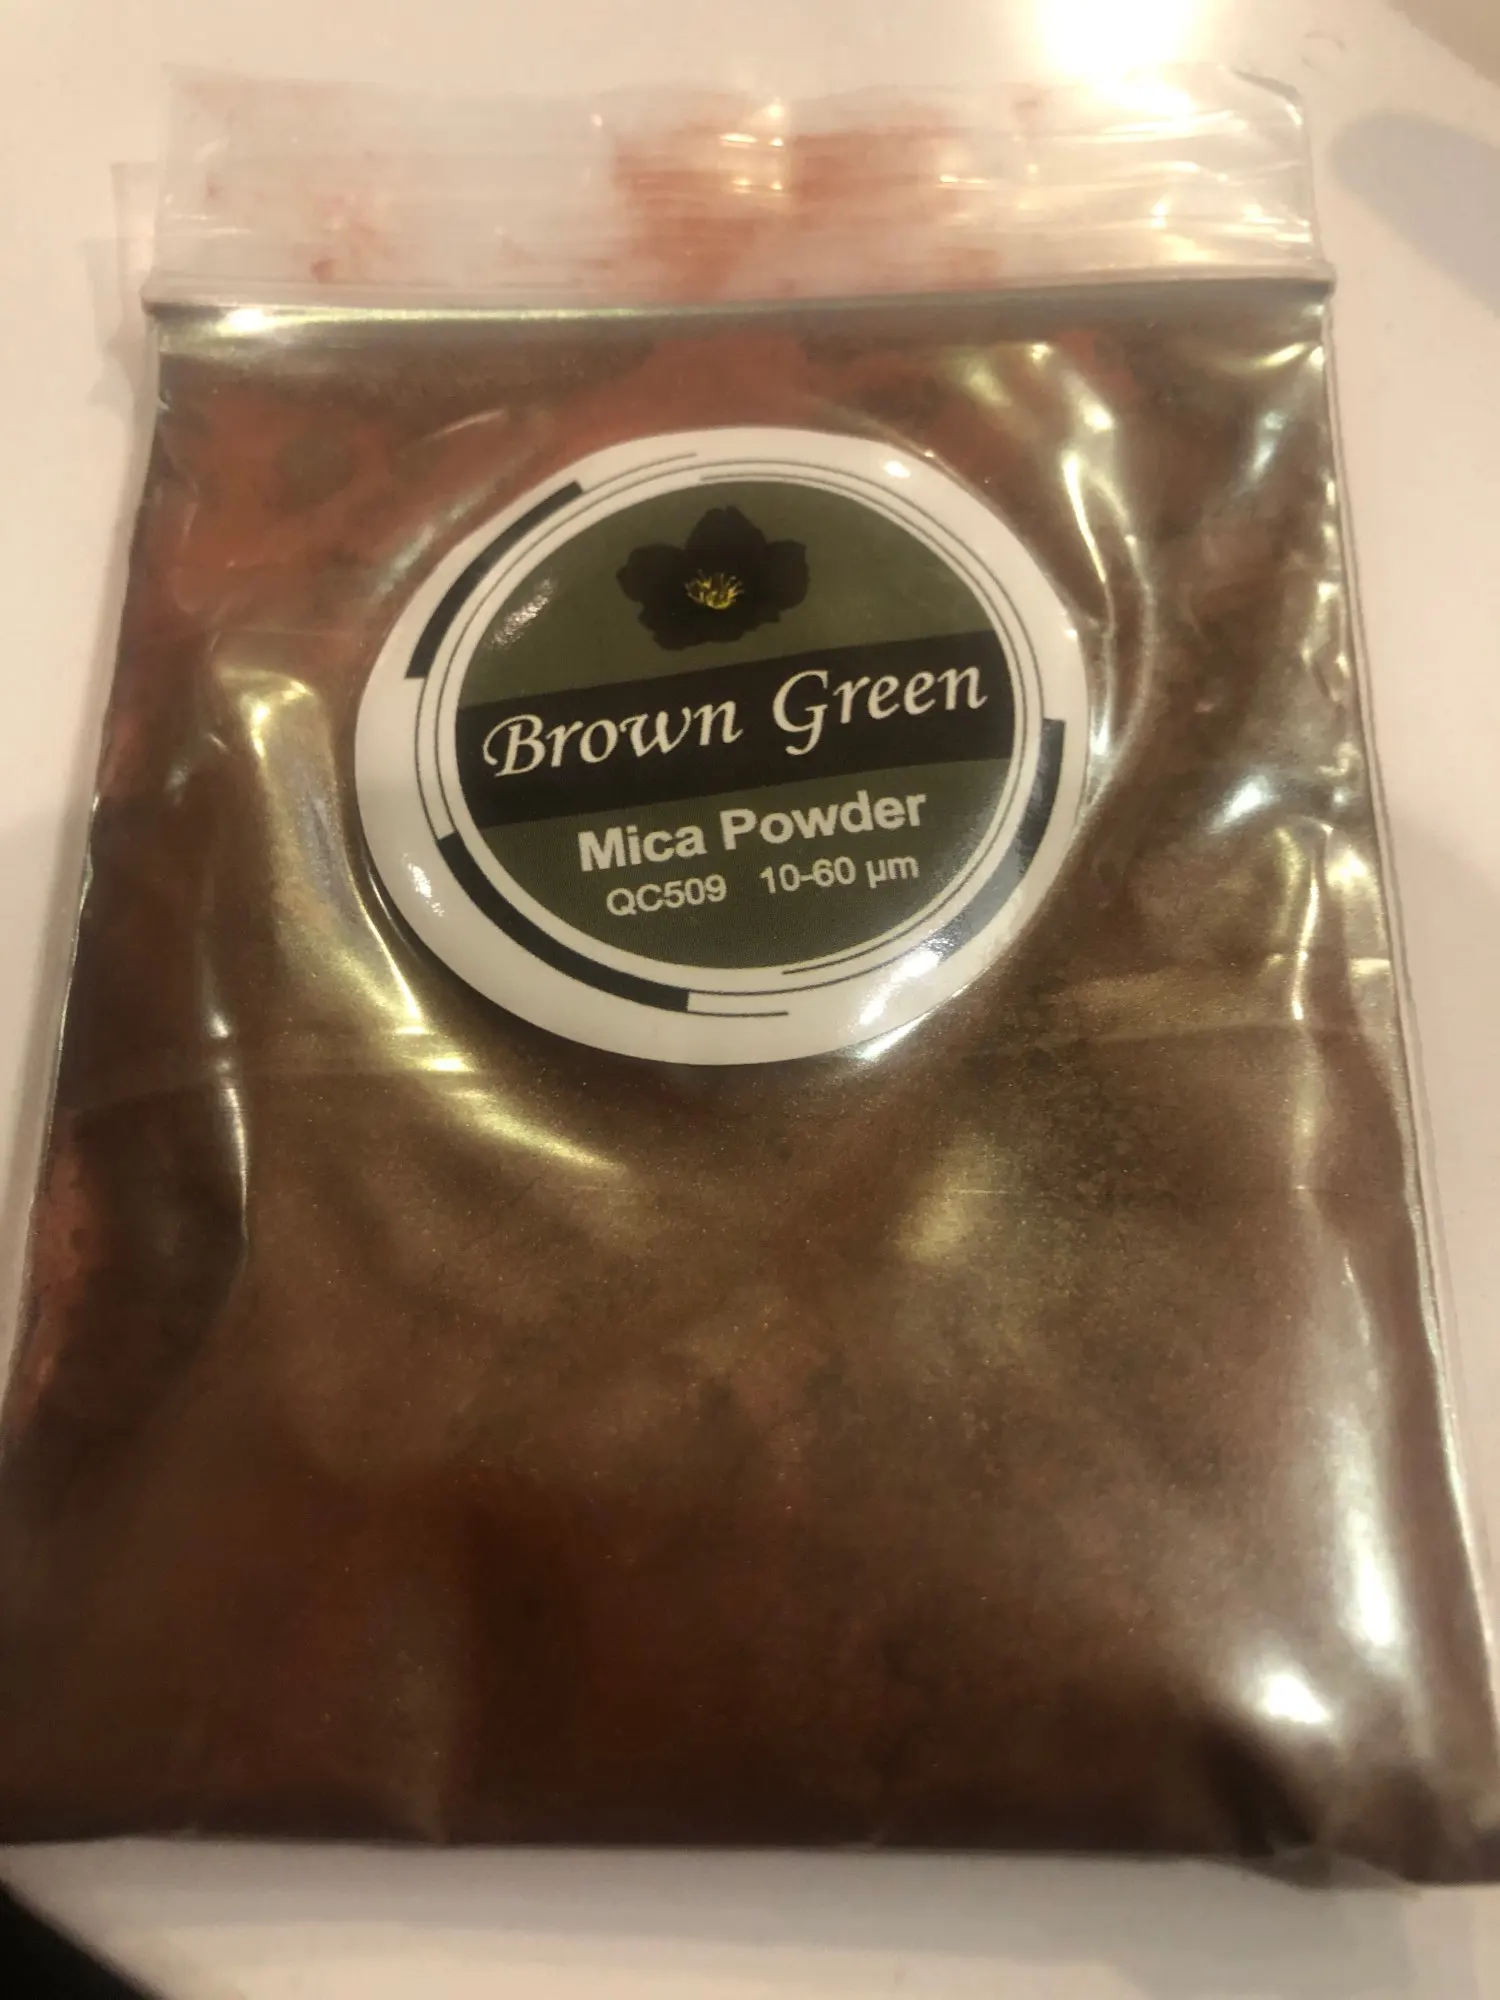 Brown Green
Mica Powder
QC509 10-60 µm